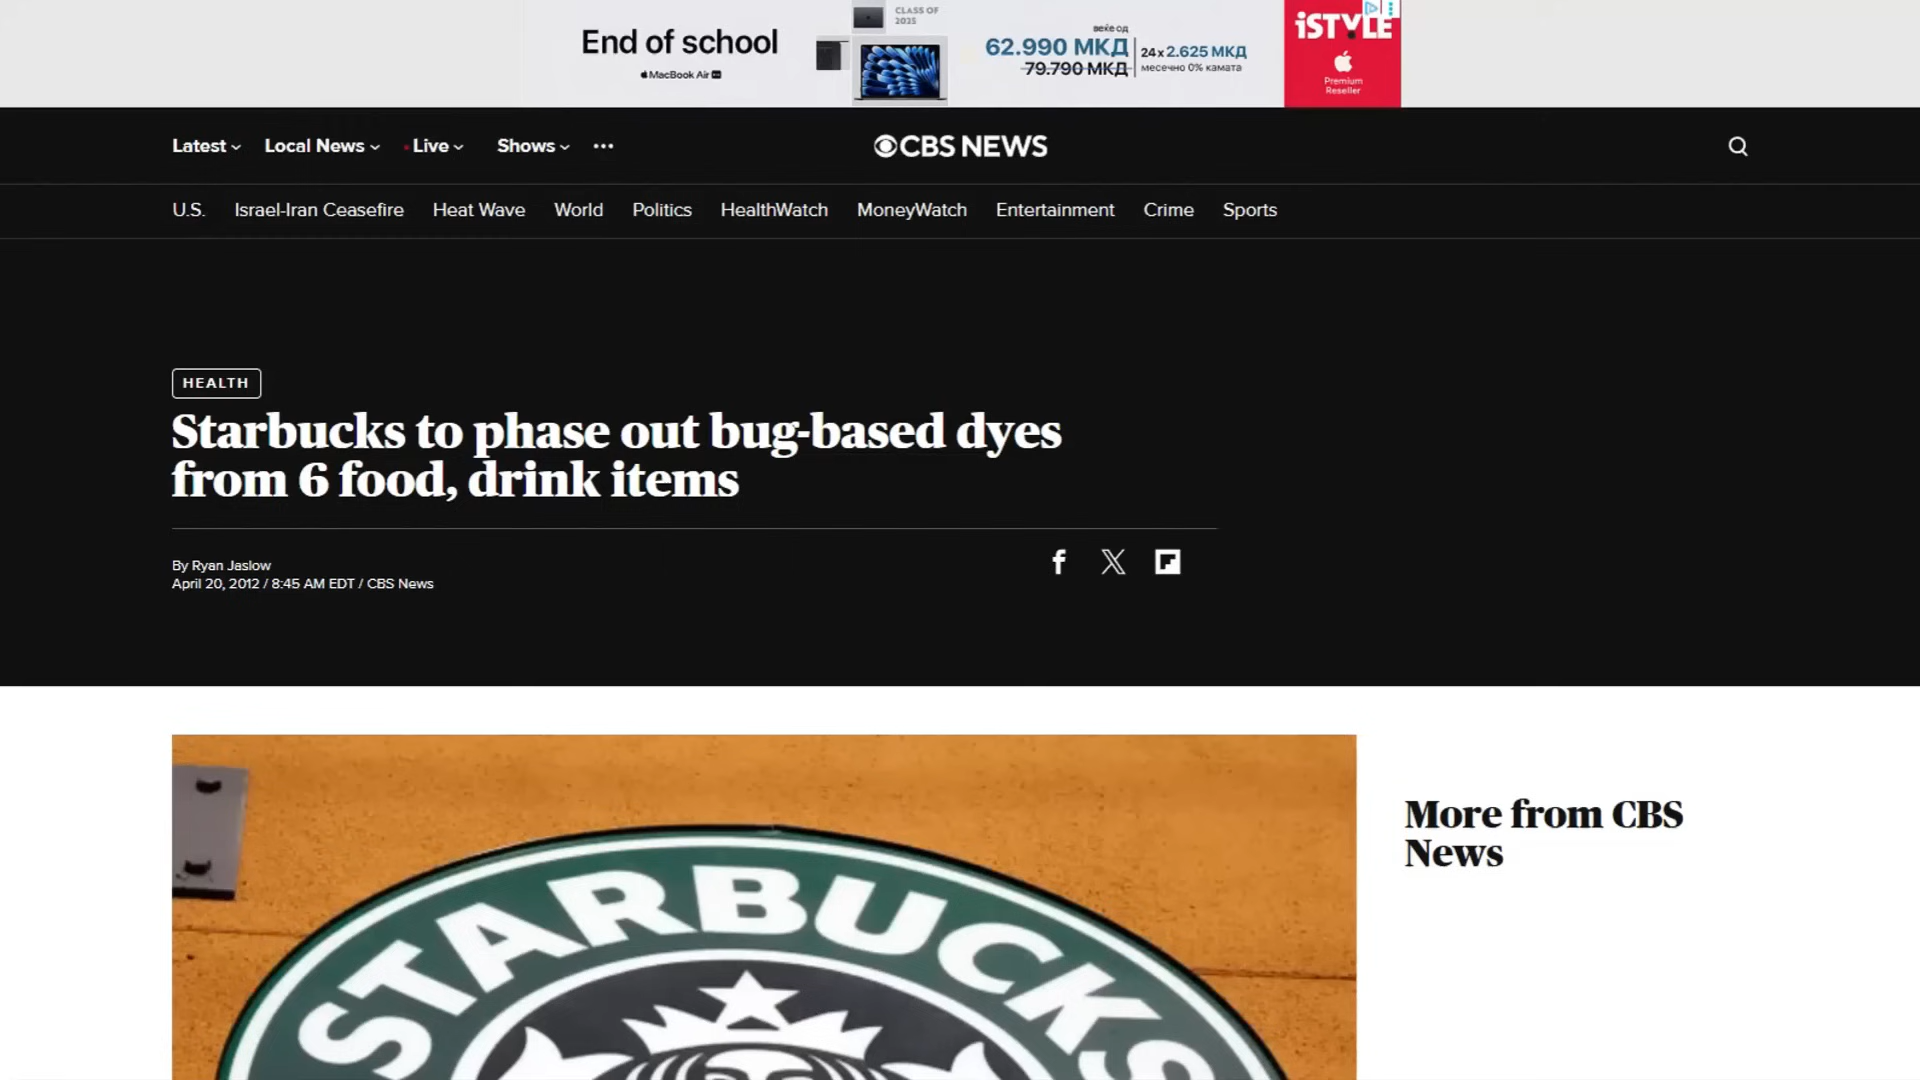 End of school
MacBook Air
CLASS OF
2025
веќе од
62.990 МКД
79.790 МКД
24x2.625 МКД
месечно 0% камата
iSTYLE
Premium
Reseller
Latest
Local News
Live
Shows
CBS NEWS
U.S.
Israel-Iran Ceasefire
Heat Wave
World
Politics
HealthWatch
MoneyWatch
Entertainment
Crime
Sports
HEALTH
Starbucks to phase out bug-based dyes
from 6 food, drink items
By Ryan Jaslow
April 20, 2012 / 8:45 AM EDT / CBS News
STARBUCKS
More from CBS
News